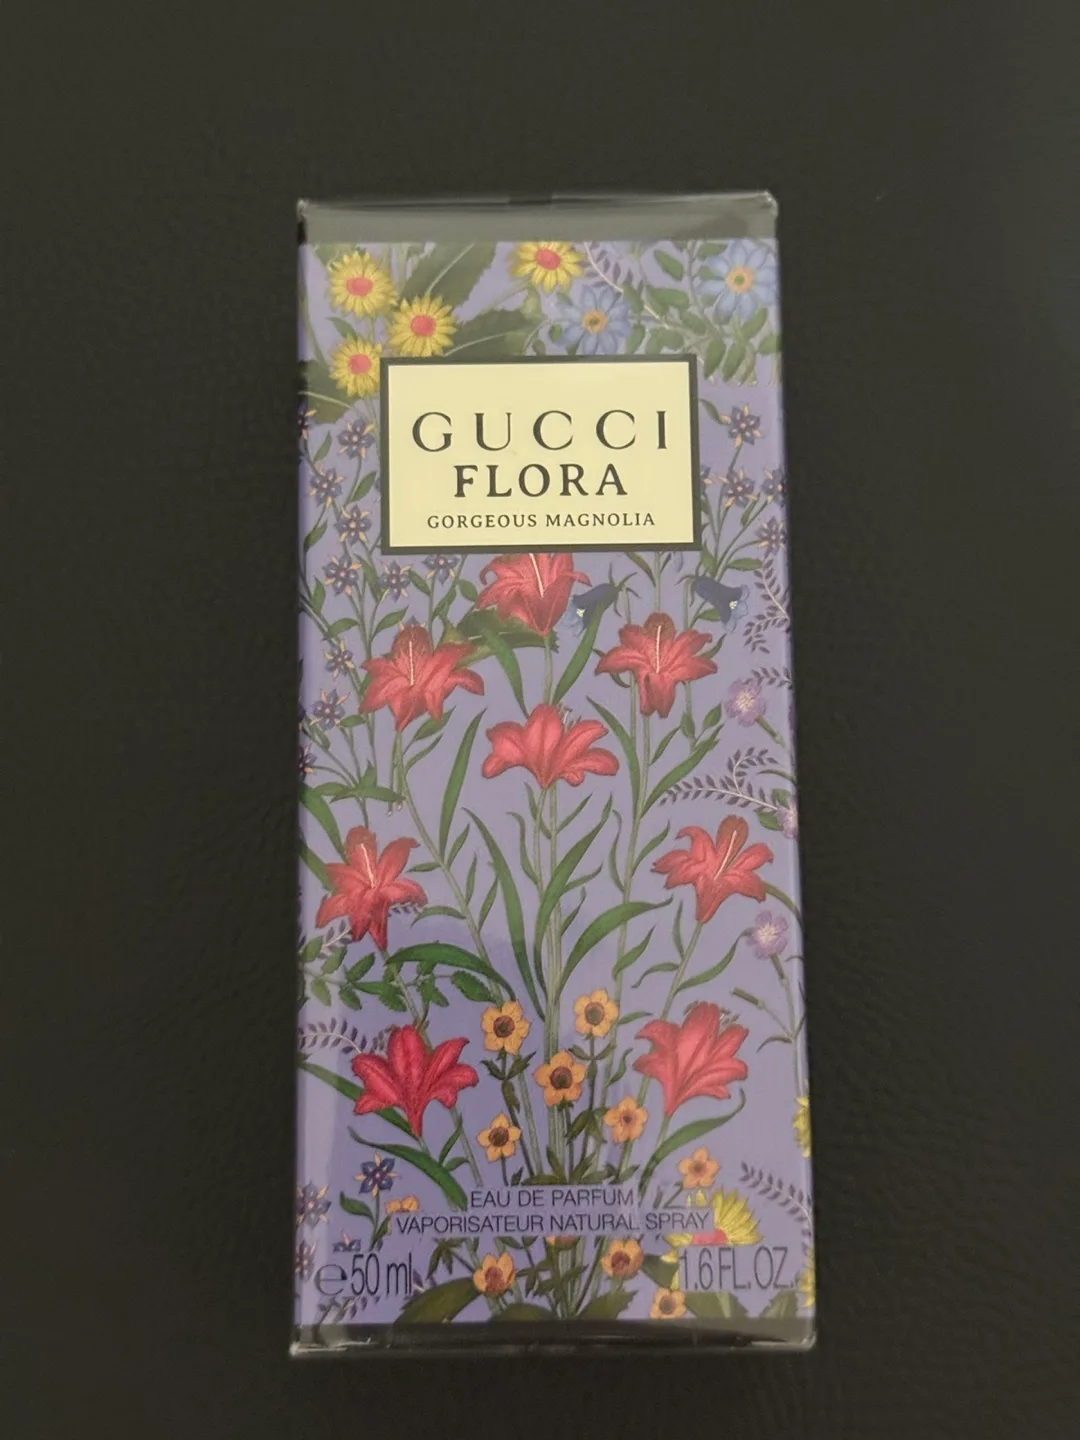 GUCCI
FLORA
GORGEOUS MAGNOLIA
EAU DE PARFUM
VAPORISATEUR NATURAL SPRAY
℮50 ml 1.6 FL. OZ.